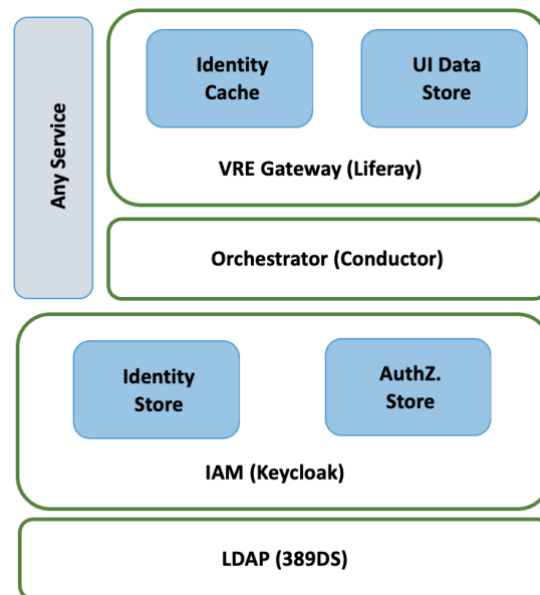 Any Service
Identity
Cache
UI Data
Store
VRE Gateway (Liferay)
Orchestrator (Conductor)
Identity
Store
AuthZ.
Store
IAM (Keycloak)
LDAP (389DS)